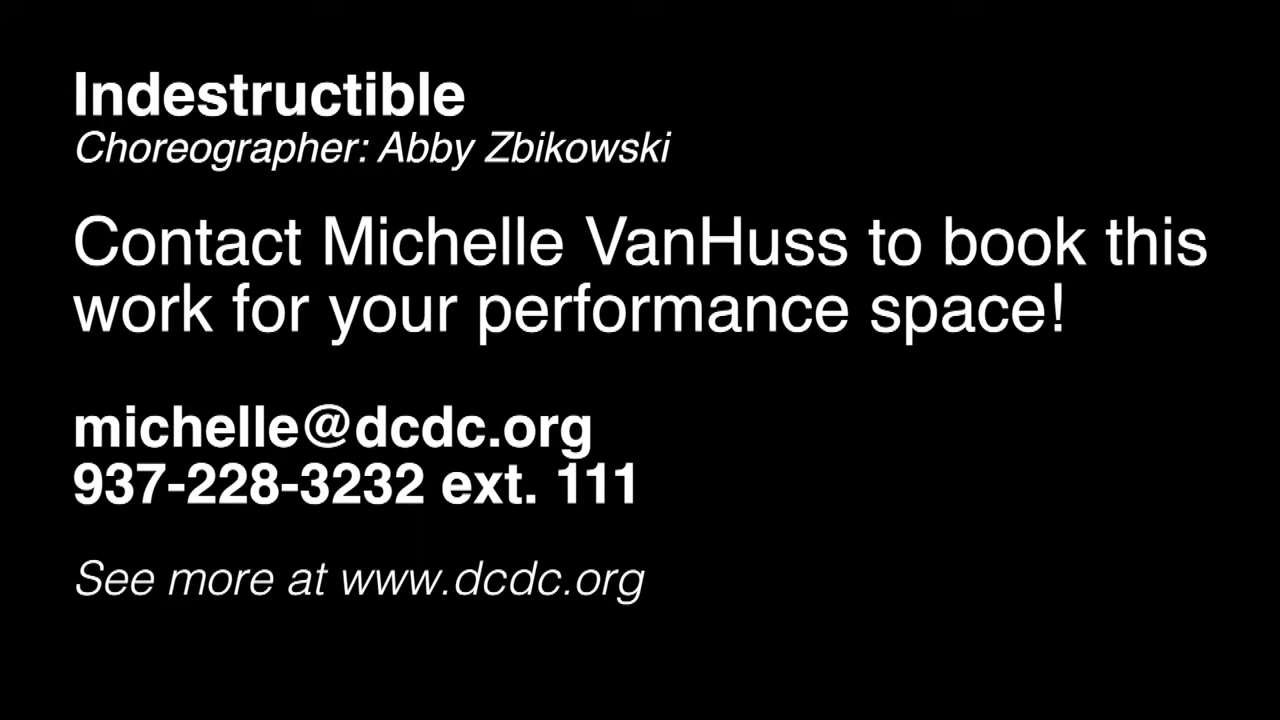 Indestructible
Choreographer: Abby Zbikowski
Contact Michelle VanHuss to book this
work for your performance space!
michelle@dcdc.org
937-228-3232 ext. 111
See more at www.dcdc.org